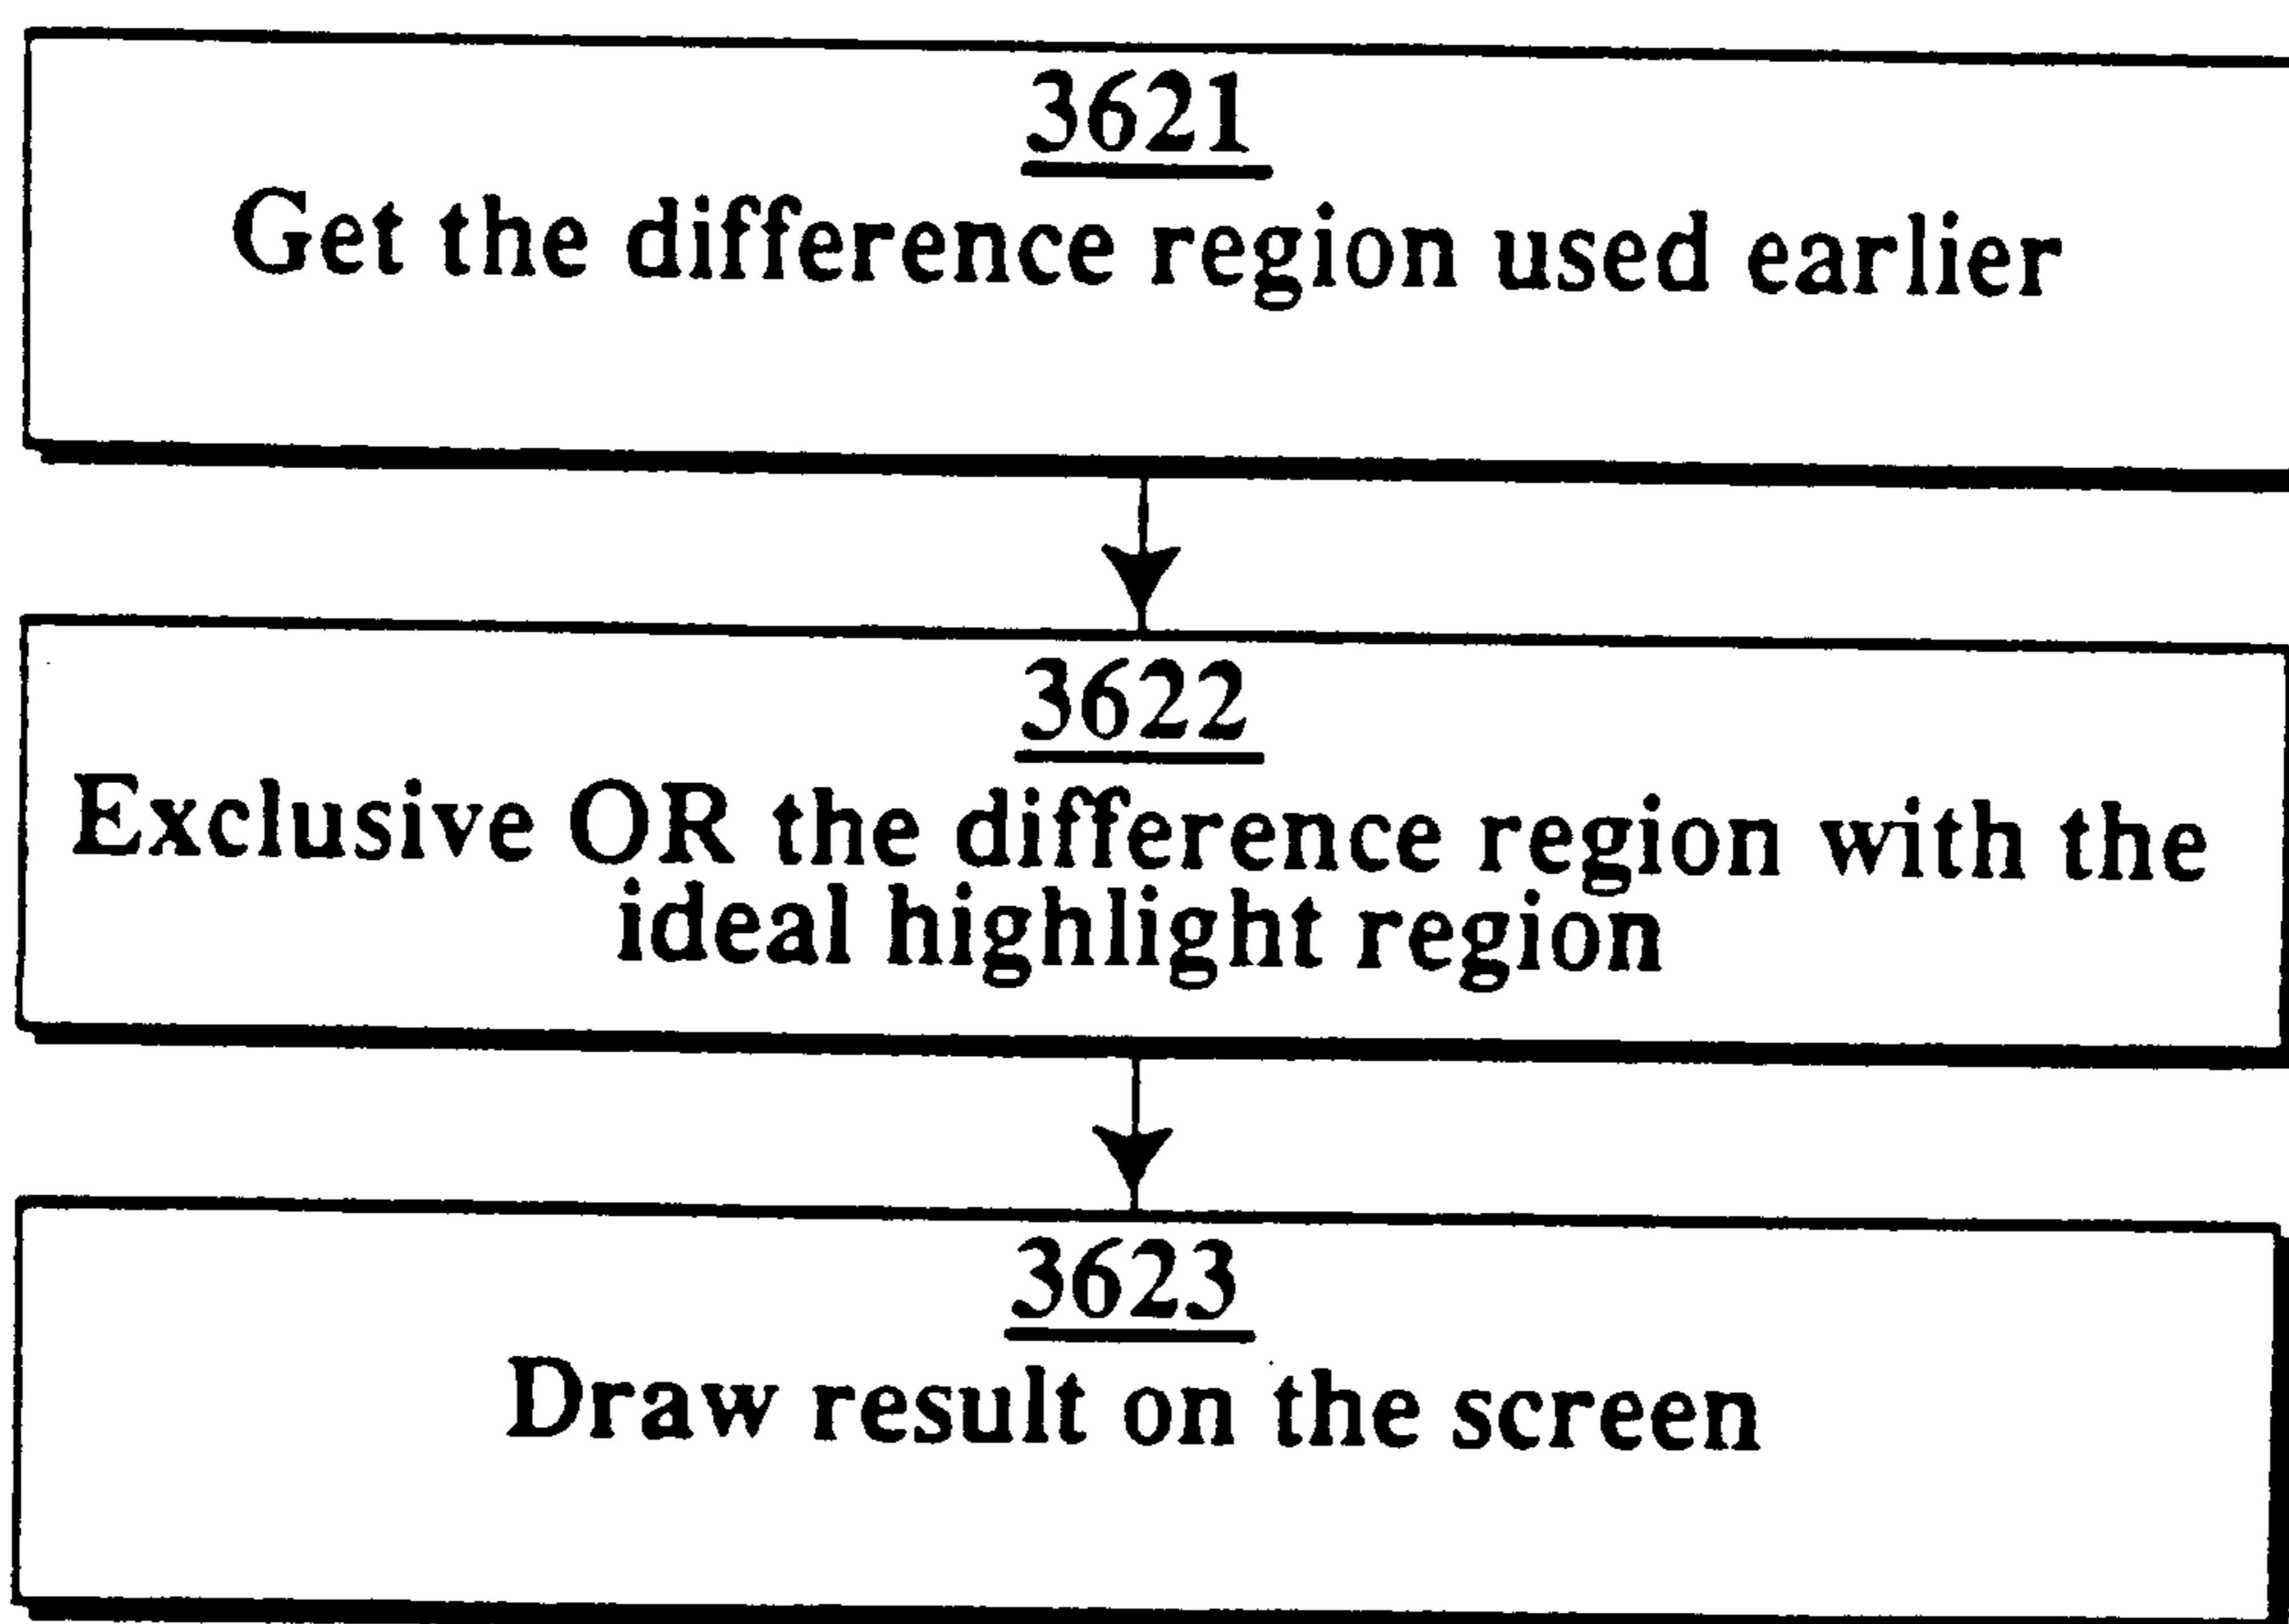 3621
Get the difference region used earlier
3622
Exclusive OR the difference region with the
ideal highlight region
3623
Draw result on the screen